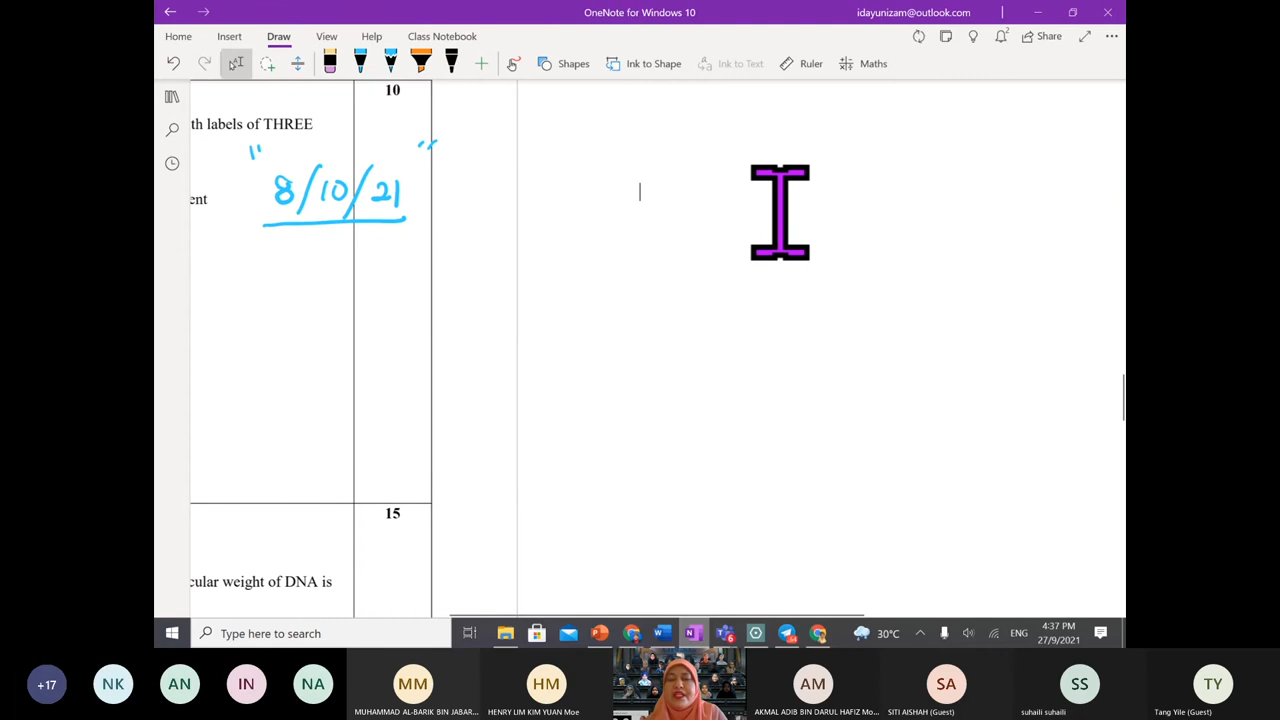 OneNote for Windows 10
idayunizam@outlook.com
Home Insert Draw View Help Class Notebook
Share
Shapes Ink to Shape Ink to Text Ruler Maths
10
th labels of THREE
" 8/10/21 "
ent
15
cular weight of DNA is
Type here to search
6
64
30°C
ENG
4:37 PM
27/9/2021
+17 NK AN IN NA MM HM AM SA SS TY
MUHAMMAD AL-BARIK BIN JABAR... HENRY LIM KIM YUAN Moe AKMAL ADIB BIN DARUL HAFIZ Mo... SITI AISHAH (Guest) suhaili suhaili Tang Yile (Guest)